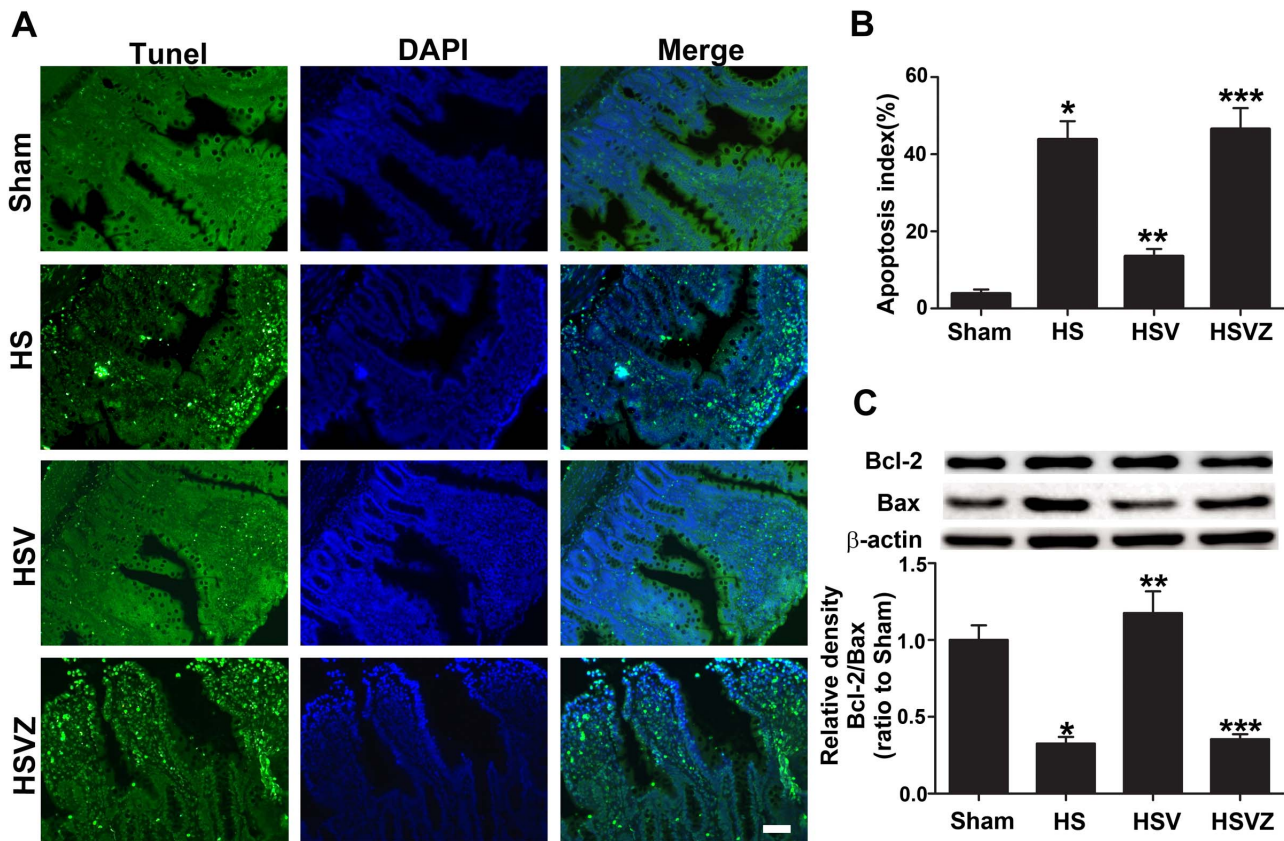 A
Tunel
DAPI
Merge
Sham
HS
HSV
HSVZ
B
Apoptosis index(%)
60
40
20
0
*
**
***
Sham
HS
HSV
HSVZ
C
Bcl-2
Bax
β-actin
Relative density
Bcl-2/Bax
(ratio to Sham)
1.5
1.0
0.5
0.0
*
**
***
Sham
HS
HSV
HSVZ